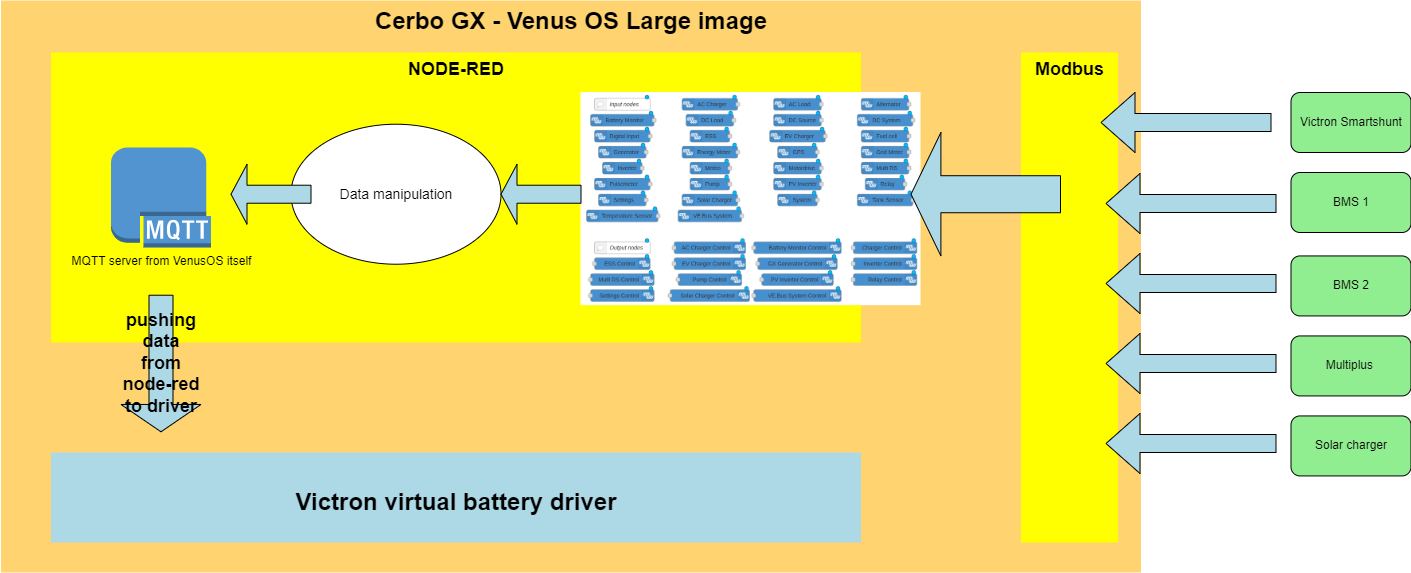 Cerbo GX - Venus OS Large image
NODE-RED
Modbus
Input nodes
AC Charger
AC Load
Alternator
Battery Monitor
DC Load
DC Source
DC System
Digital Input
ESS
EV Charger
Fuel cell
Generator
Energy Meter
GPS
Grid Meter
Inverter
Meteo
Motordrive
Multi RS
Pulsemeter
Pump
PV Inverter
Relay
Settings
Solar Charger
System
Tank Sensor
Temperature Sensor
VE.Bus System
Output nodes
AC Charger Control
Battery Monitor Control
Charger Control
ESS Control
EV Charger Control
GX Generator Control
Inverter Control
Multi RS Control
Pump Control
PV Inverter Control
Relay Control
Settings Control
Solar Charger Control
VE.Bus System Control
Data manipulation
MQTT
MQTT server from VenusOS itself
pushing
data
from
node-red
to driver
Victron virtual battery driver
Victron Smartshunt
BMS 1
BMS 2
Multiplus
Solar charger